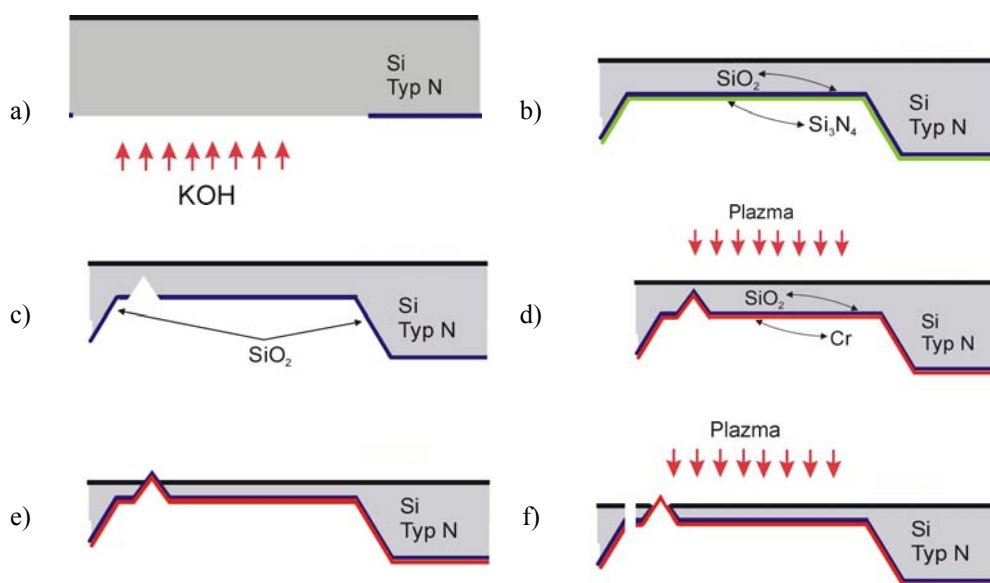 a)
Si
Typ N
KOH
b)
SiO₂
Si₃N₄
Si
Typ N
c)
SiO₂
Si
Typ N
d)
Plazma
SiO₂
Cr
Si
Typ N
e)
Si
Typ N
f)
Plazma
Si
Typ N